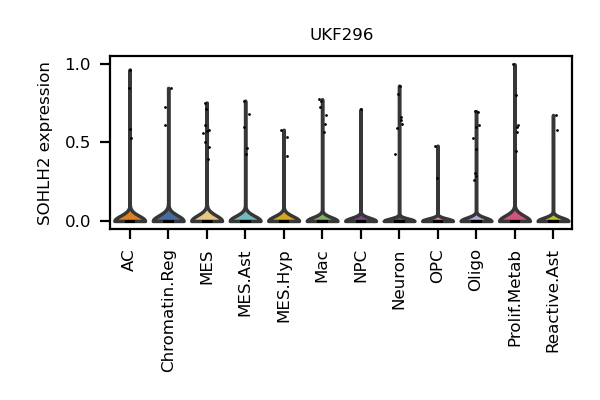 UKF296
SOHLH2 expression
1.0
0.5
0.0
AC
Chromatin.Reg
MES
MES.Ast
MES.Hyp
Mac
NPC
Neuron
OPC
Oligo
Prolif.Metab
Reactive.Ast